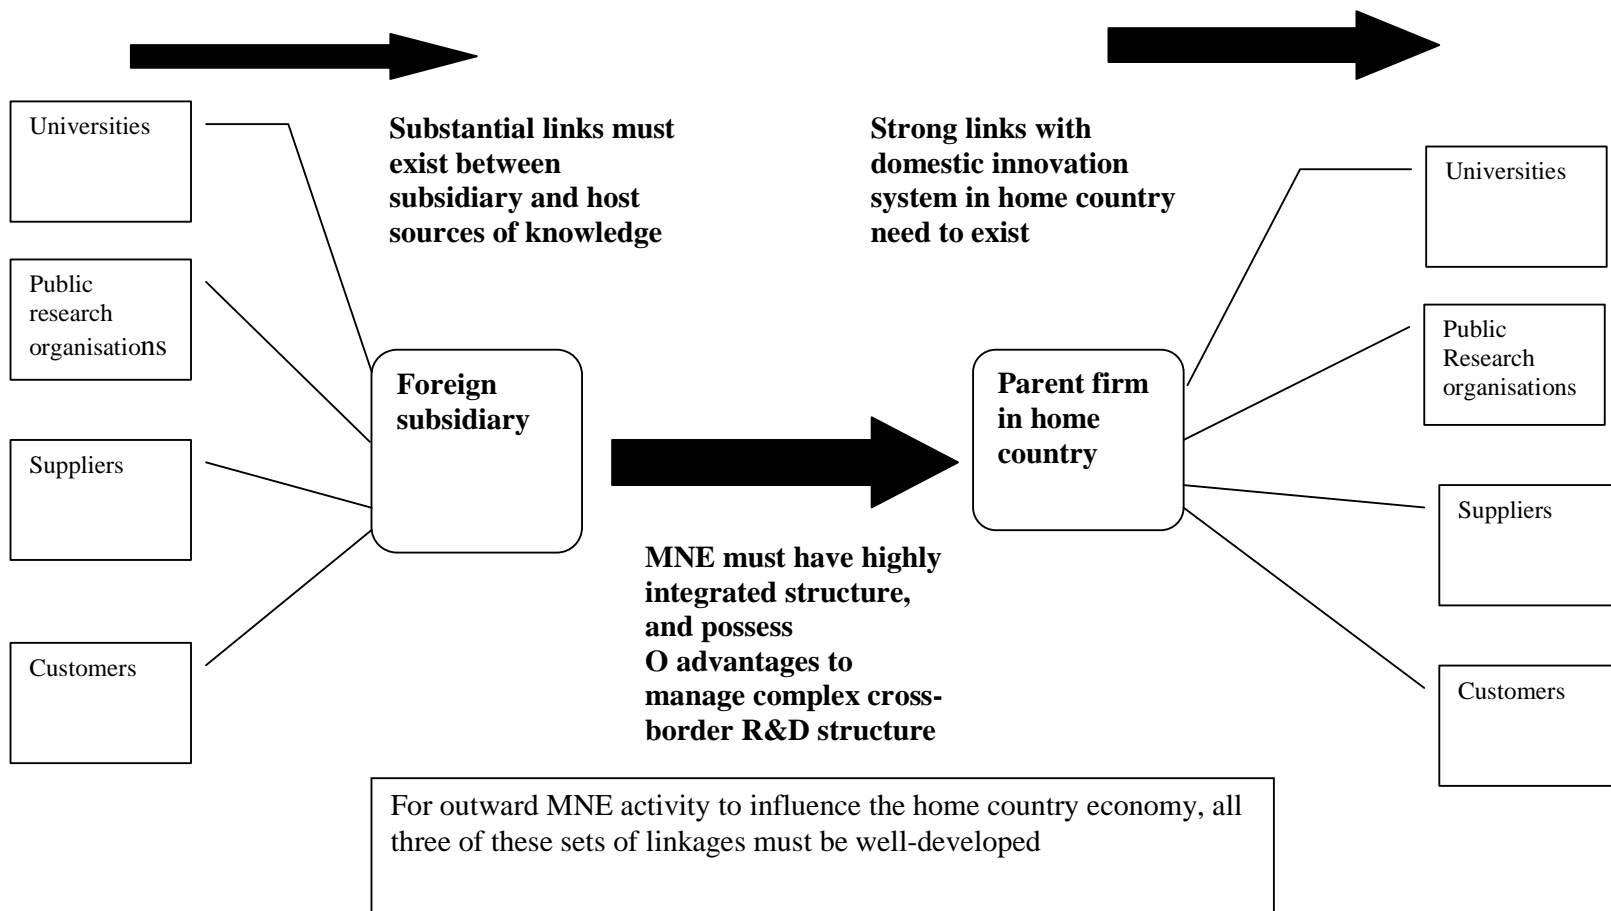 Universities
Substantial links must
exist between
subsidiary and host
sources of knowledge
Strong links with
domestic innovation
system in home country
need to exist
Universities
Public
research
organisations
Public
Research
organisations
Foreign
subsidiary
Parent firm
in home
country
Suppliers
Suppliers
MNE must have highly
integrated structure,
and possess
O advantages to
manage complex cross-
border R&D structure
Customers
Customers
For outward MNE activity to influence the home country economy, all
three of these sets of linkages must be well-developed